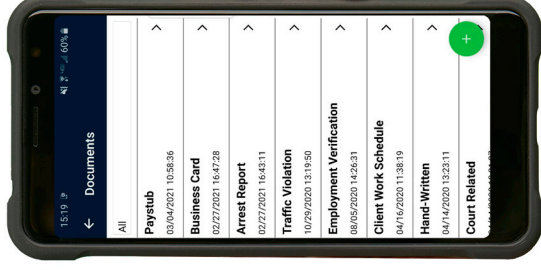 15:19
60%
← Documents
All
Paystub
03/04/2021 10:58:36
Business Card
02/27/2021 16:47:28
Arrest Report
02/27/2021 16:43:11
Traffic Violation
10/29/2020 13:19:50
Employment Verification
08/05/2020 14:26:31
Client Work Schedule
04/16/2020 11:38:19
Hand-Written
04/14/2020 13:23:11
+
Court Related